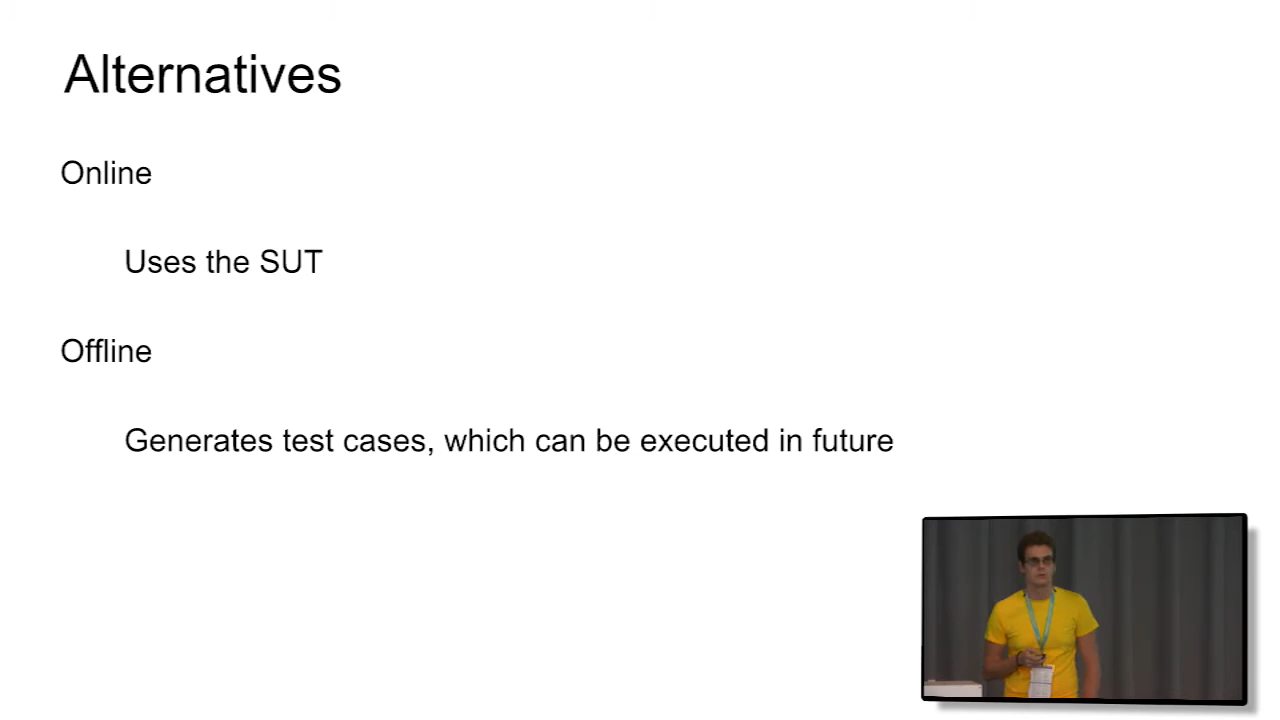 Alternatives
Online
Uses the SUT
Offline
Generates test cases, which can be executed in future